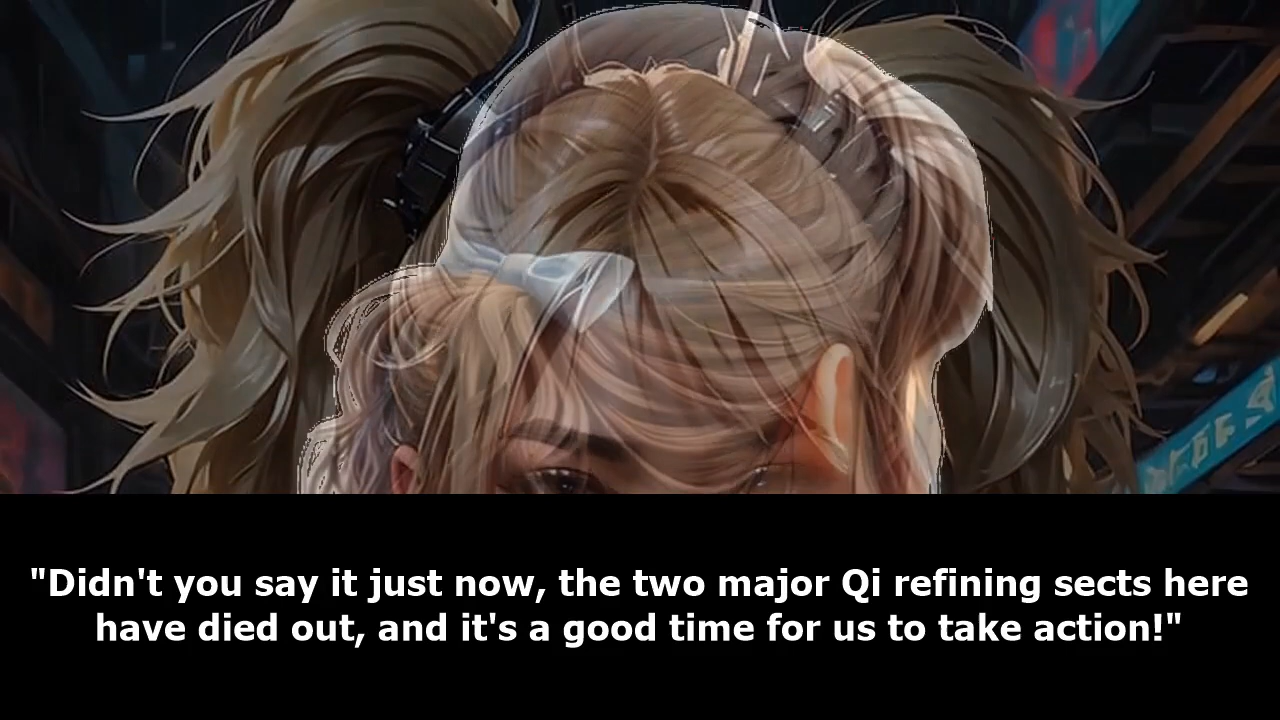 "Didn't you say it just now, the two major Qi refining sects here
have died out, and it's a good time for us to take action!"